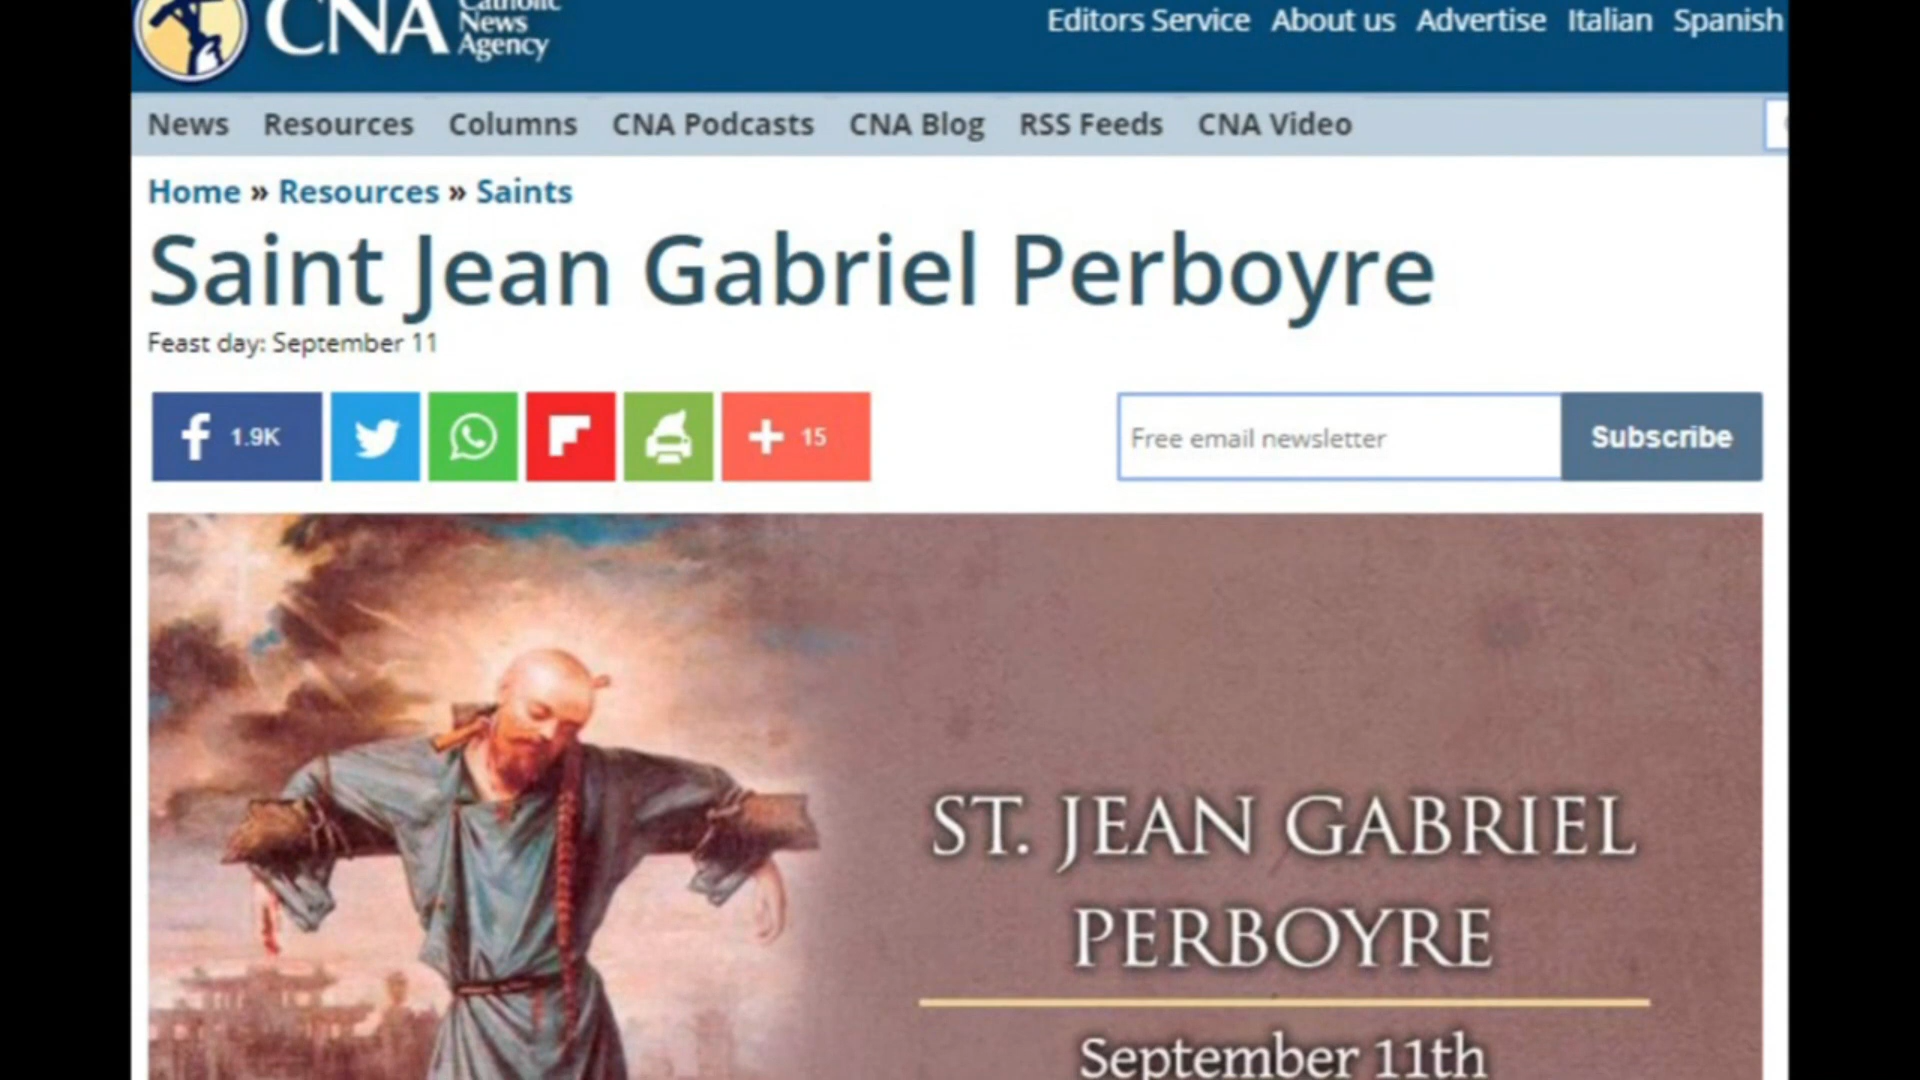 CNA Catholic
News
Agency
Editors Service About us Advertise Italian Spanish
News Resources Columns CNA Podcasts CNA Blog RSS Feeds CNA Video
Home » Resources » Saints
Saint Jean Gabriel Perboyre
Feast day: September 11
1.9K
15
Free email newsletter
Subscribe
ST. JEAN GABRIEL
PERBOYRE
September 11th